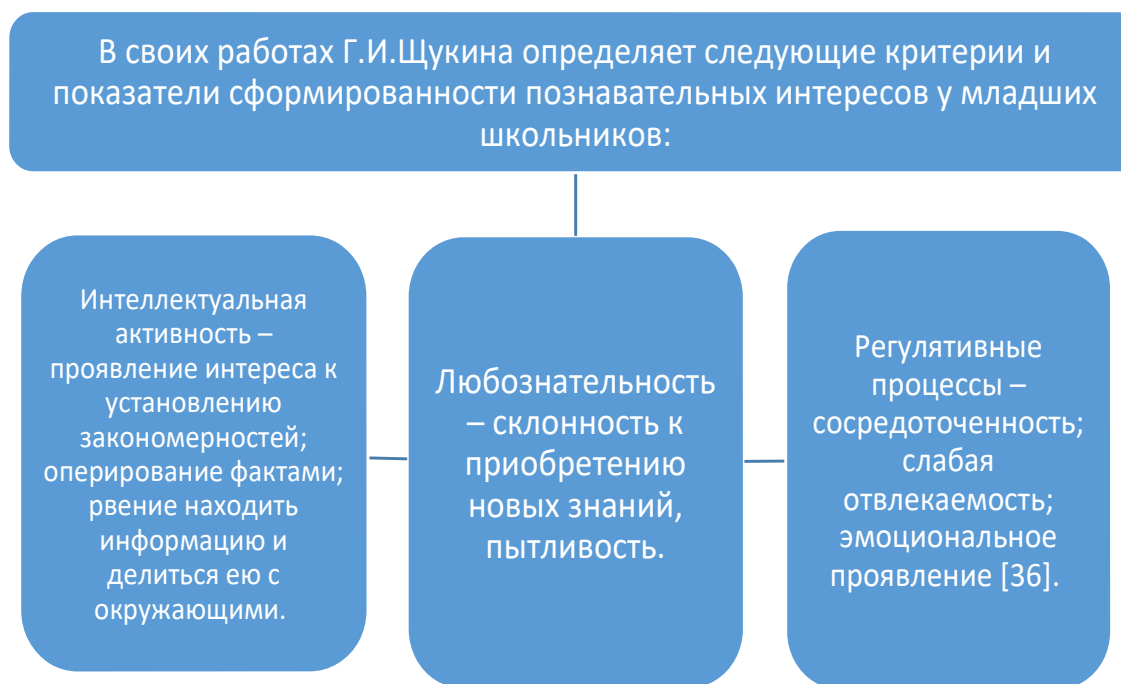 В своих работах Г.И.Щукина определяет следующие критерии и
показатели сформированности познавательных интересов у младших
школьников:
Интеллектуальная
активность –
проявление интереса к
установлению
закономерностей;
оперирование фактами;
рвение находить
информацию и
делиться ею с
окружающими.
Любознательность
– склонность к
приобретению
новых знаний,
пытливость.
Регулятивные
процессы –
сосредоточенность;
слабая
отвлекаемость;
эмоциональное
проявление [36].